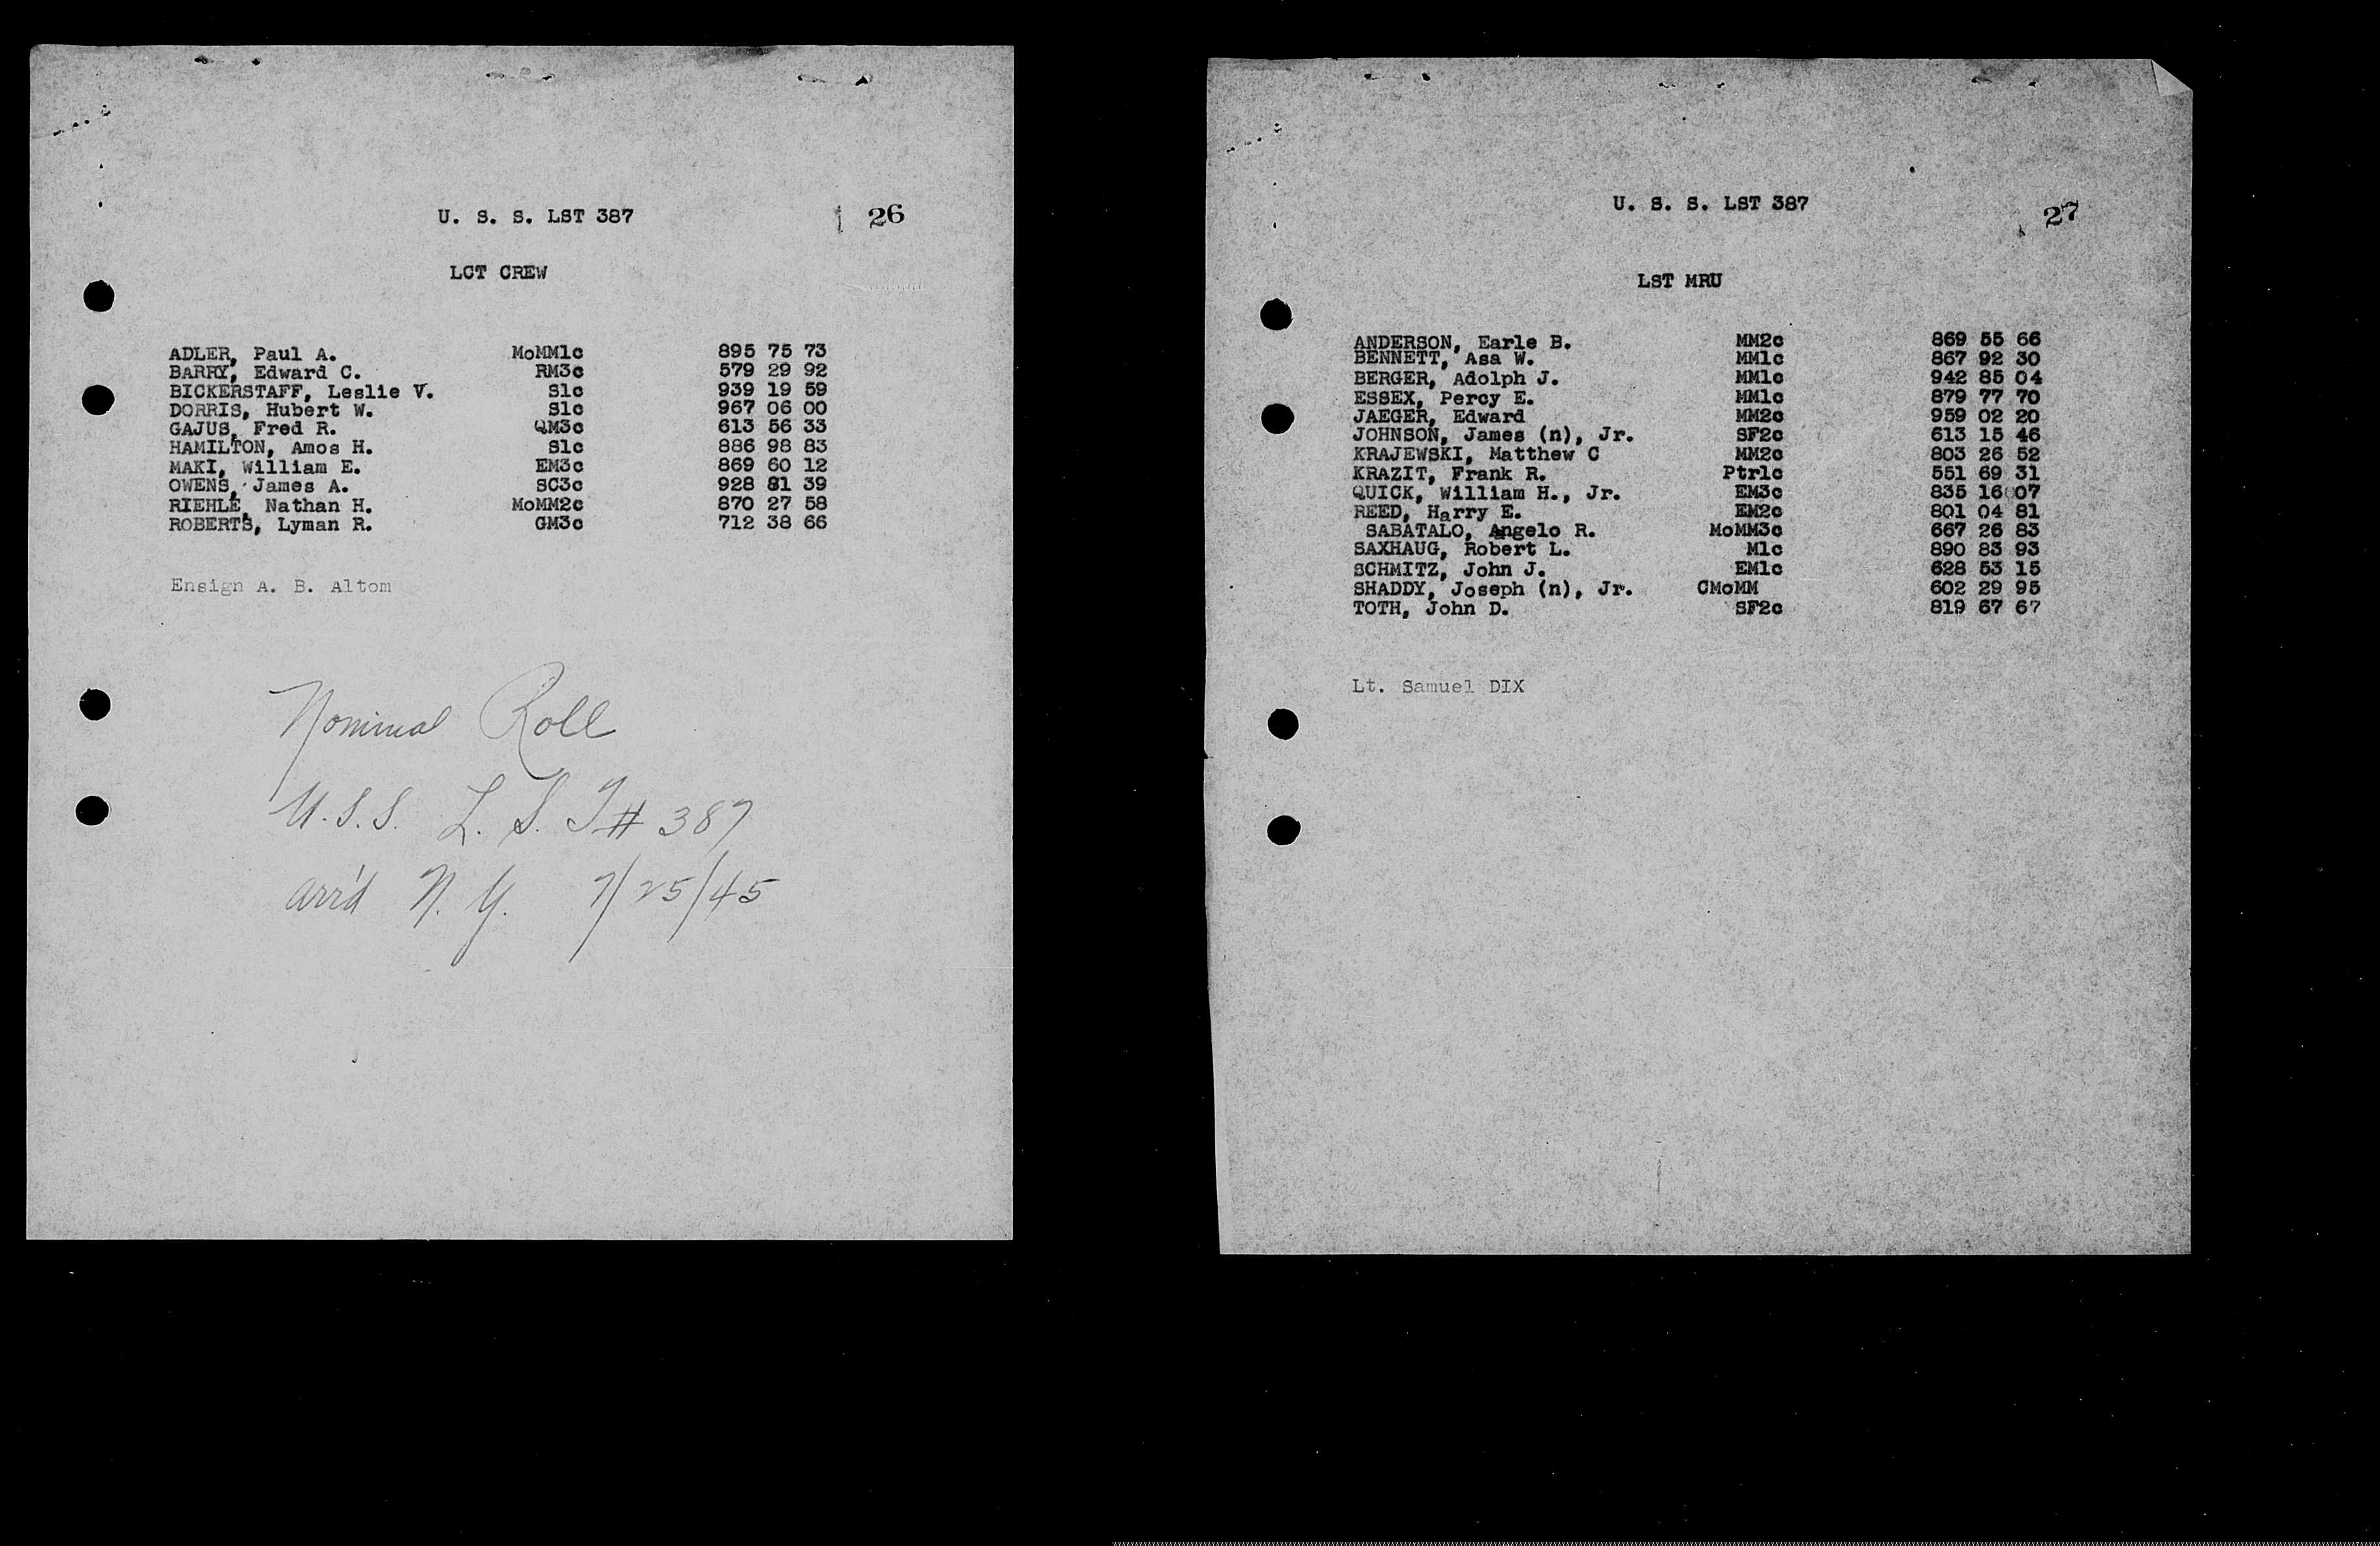 U. S. S. LST 387
26
LCT CREW
ADLER, Paul A. MoMM1c 895 75 73
BARRY, Edward C. RM3c 579 29 92
BICKERSTAFF, Leslie V. S1c 939 19 59
DORRIS, Hubert W. S1c 967 06 00
GAJUS, Fred R. QM3c 613 56 33
HAMILTON, Amos H. S1c 886 98 83
MAKI, William E. EM3c 869 60 12
OWENS, James A. SC3c 928 81 39
RIEHLE, Nathan H. MoMM2c 870 27 58
ROBERTS, Lyman R. GM3c 712 38 66
Ensign A. B. Altom
Nominal Roll
U.S.S. L.S.T# 387
arr'd N.Y. 7/25/45
U. S. S. LST 387
27
LST MRU
ANDERSON, Earle B. MM2c 869 55 66
BENNETT, Asa W. MM1c 867 92 30
BERGER, Adolph J. MM1c 942 85 04
ESSEX, Percy E. MM1c 879 77 70
JAEGER, Edward MM2c 959 02 20
JOHNSON, James (n), Jr. SF2c 613 15 46
KRAJEWSKI, Matthew C MM2c 803 26 52
KRAZIT, Frank R. Ptr1c 551 69 31
QUICK, William H., Jr. EM3c 835 16 07
REED, Harry E. EM2c 801 04 81
SABATALO, Angelo R. MoMM3c 667 26 83
SAXHAUG, Robert L. M1c 890 83 93
SCHMITZ, John J. EM1c 628 53 15
SHADDY, Joseph (n), Jr. CMoMM 602 29 95
TOTH, John D. SF2c 819 67 67
Lt. Samuel DIX